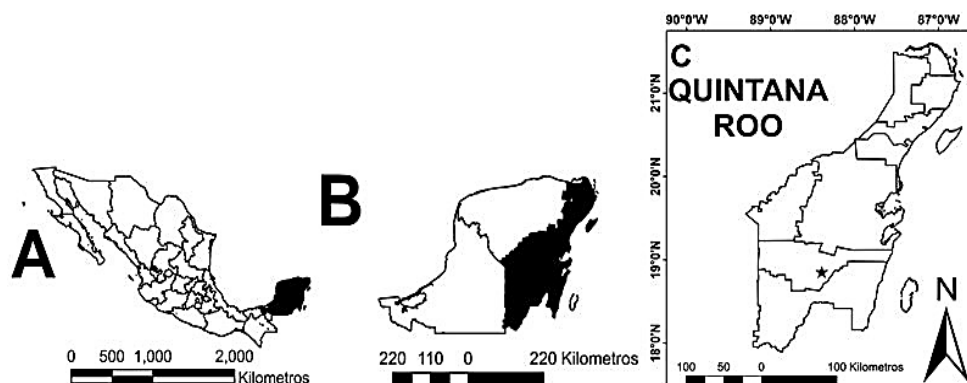 A
0 500 1,000 2,000
Kilometros
B
220 110 0 220 Kilometros
90°0'W 89°0'W 88°0'W 87°0'W
C
QUINTANA
ROO
21°0'N
20°0'N
19°0'N
18°0'N
N
100 50 0 100 Kilometros